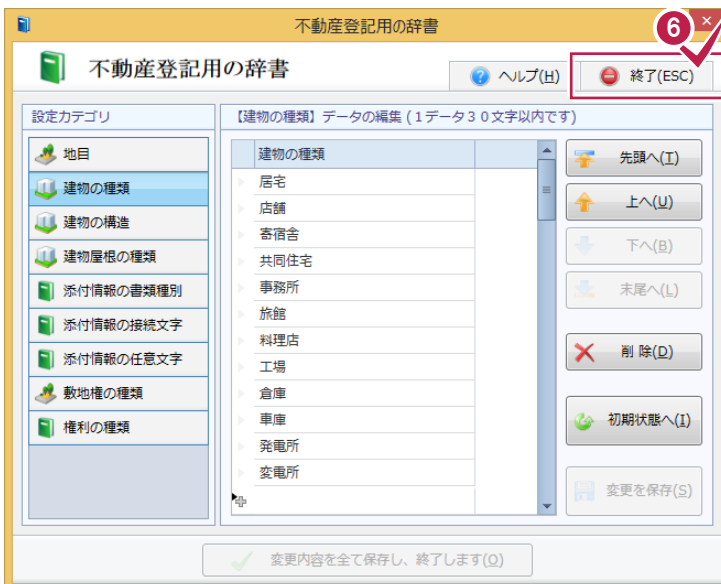 不動産登記用の辞書
6
×
不動産登記用の辞書
ヘルプ(H)
終了(ESC)
設定カテゴリ
地目
建物の種類
建物の構造
建物屋根の種類
添付情報の書類種別
添付情報の接続文字
添付情報の任意文字
敷地権の種類
権利の種類
【建物の種類】データの編集(1データ30文字以内です)
建物の種類
居宅
店舗
寄宿舎
共同住宅
事務所
旅館
料理店
工場
倉庫
車庫
発電所
変電所
先頭へ(T)
上へ(U)
下へ(B)
末尾へ(L)
削 除(D)
初期状態へ(I)
変更を保存(S)
変更内容を全て保存し、終了します(O)